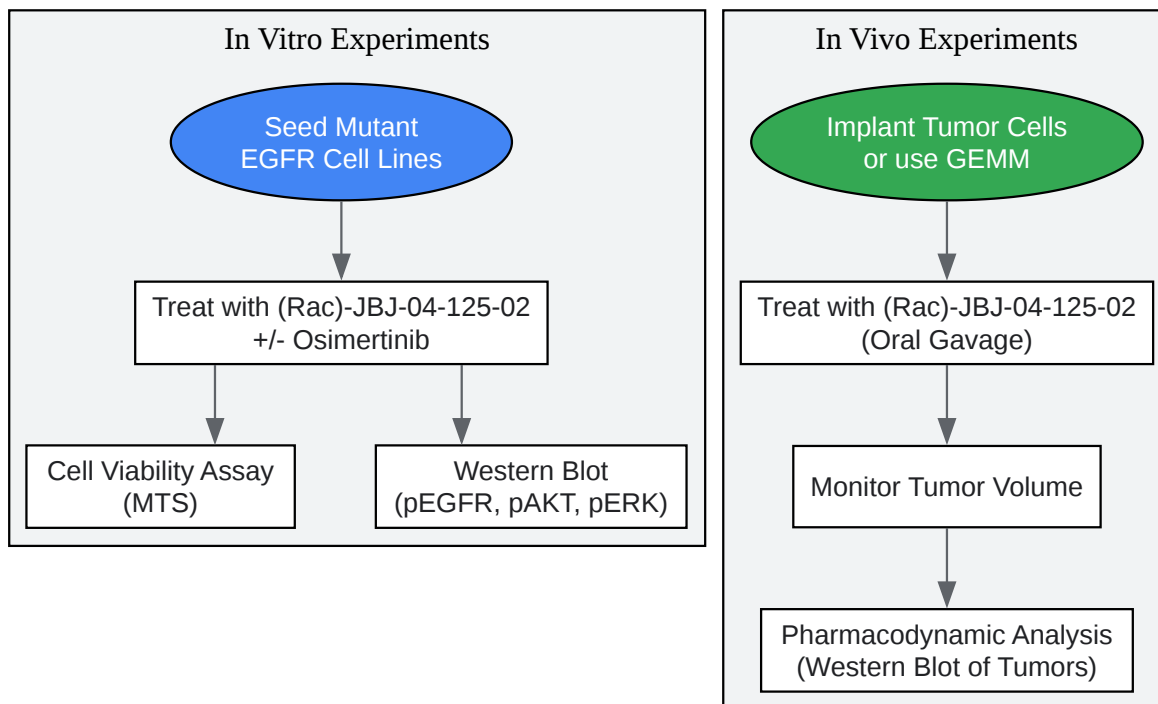 In Vitro Experiments
Seed Mutant
EGFR Cell Lines
Treat with (Rac)-JBJ-04-125-02
+/- Osimertinib
Cell Viability Assay
(MTS)
Western Blot
(pEGFR, pAKT, pERK)
In Vivo Experiments
Implant Tumor Cells
or use GEMM
Treat with (Rac)-JBJ-04-125-02
(Oral Gavage)
Monitor Tumor Volume
Pharmacodynamic Analysis
(Western Blot of Tumors)